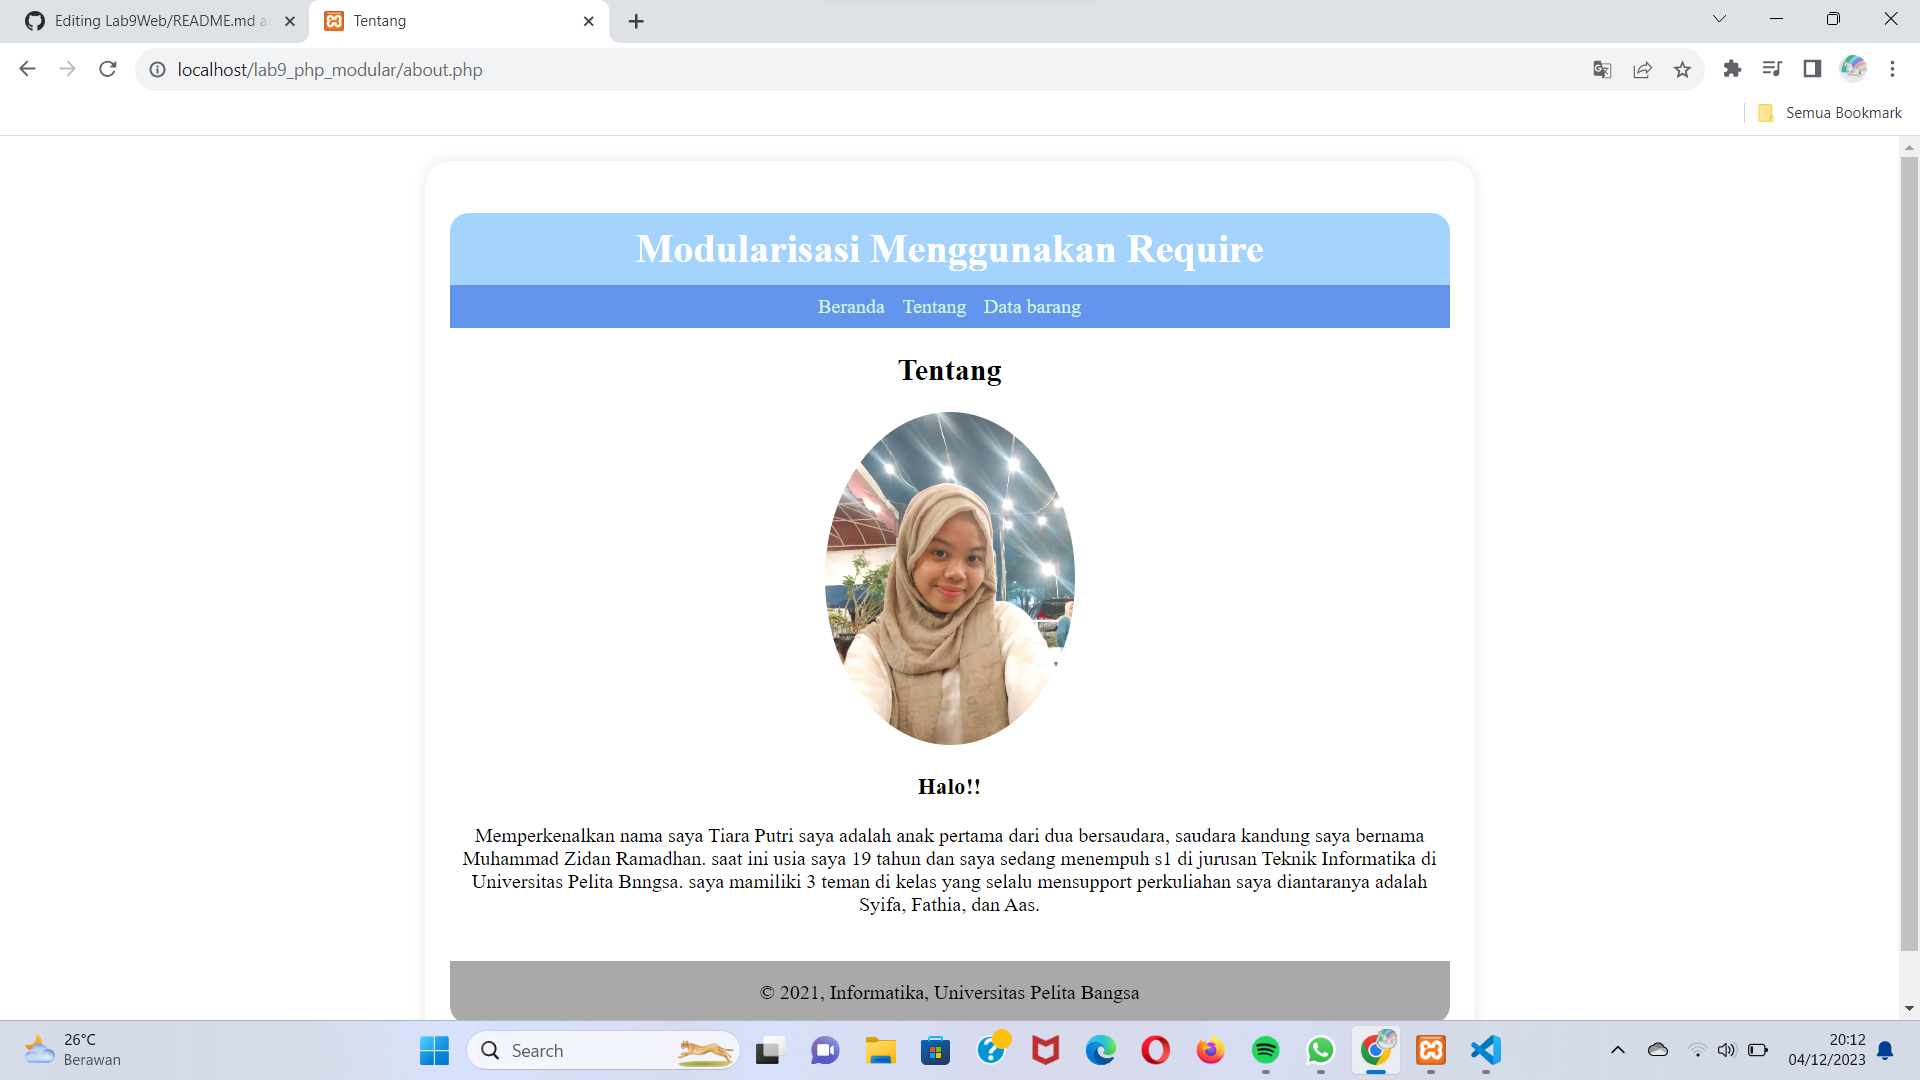 Editing Lab9Web/README.md a
Tentang
localhost/lab9_php_modular/about.php
Semua Bookmark
Modularisasi Menggunakan Require
Beranda Tentang Data barang
Tentang
Halo!!
Memperkenalkan nama saya Tiara Putri saya adalah anak pertama dari dua bersaudara, saudara kandung saya bernama
Muhammad Zidan Ramadhan. saat ini usia saya 19 tahun dan saya sedang menempuh s1 di jurusan Teknik Informatika di
Universitas Pelita Bnngsa. saya mamiliki 3 teman di kelas yang selalu mensupport perkuliahan saya diantaranya adalah
Syifa, Fathia, dan Aas.
© 2021, Informatika, Universitas Pelita Bangsa
26°C
Berawan
Search
20:12
04/12/2023